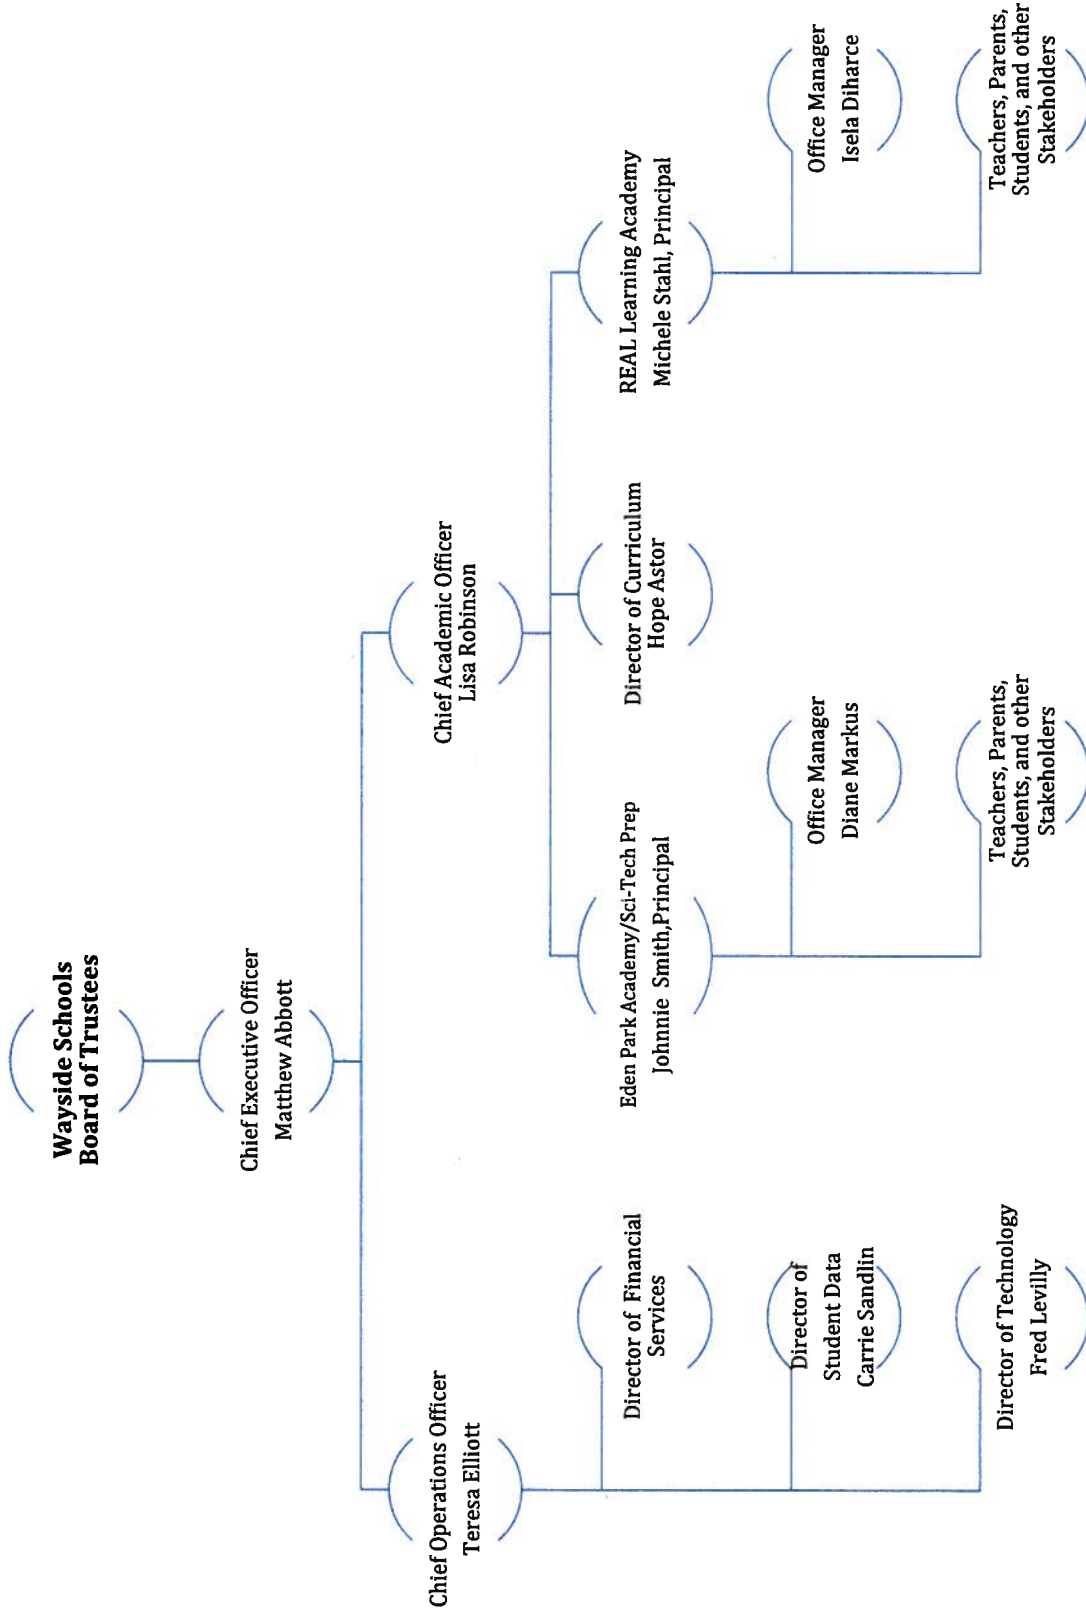 Wayside Schools
Board of Trustees
Chief Executive Officer
Matthew Abbott
Chief Operations Officer
Teresa Elliott
Director of Financial
Services
Director of
Student Data
Carrie Sandlin
Director of Technology
Fred Levilly
Chief Academic Officer
Lisa Robinson
Eden Park Academy/Sci-Tech Prep
Johnnie Smith,Principal
Office Manager
Diane Markus
Teachers, Parents,
Students, and other
Stakeholders
Director of Curriculum
Hope Astor
REAL Learning Academy
Michele Stahl, Principal
Office Manager
Isela Diharce
Teachers, Parents,
Students, and other
Stakeholders